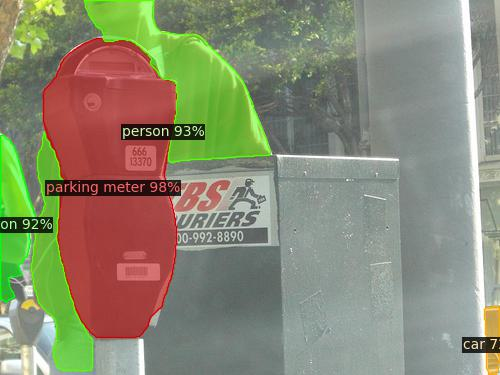 person 93%
666
13370
parking meter 98%
BS
URIERS
00-992-8890
on 92%
car 7